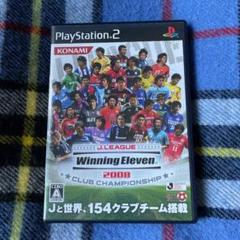 PlayStation 2
KONAMI
J.LEAGUE
Winning Eleven
2008
CLUB CHAMPIONSHIP
A
Jと世界、154クラブチーム搭載